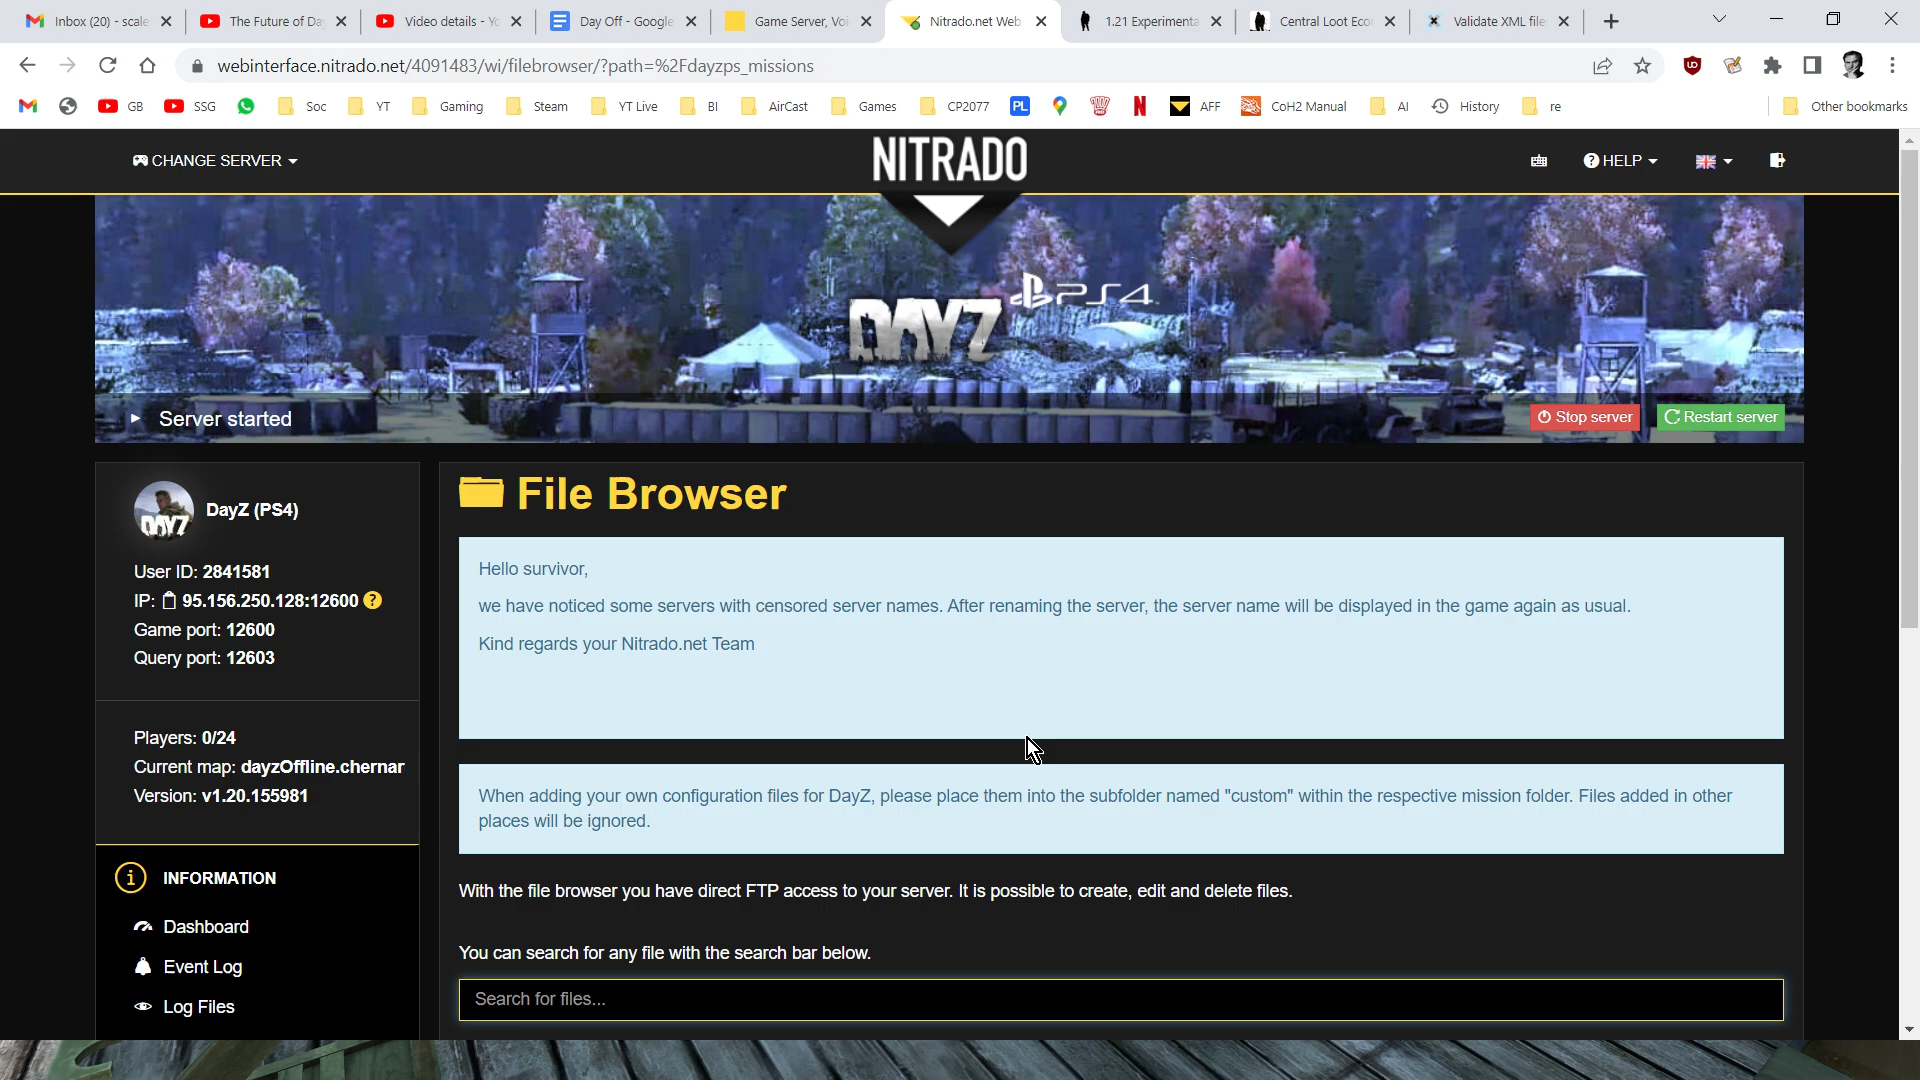 Inbox (20) - scale
The Future of Da
Video details - Yo
Day Off - Google
Game Server, Voi
Nitrado.net Web
1.21 Experimenta
Central Loot Eco
Validate XML file
webinterface.nitrado.net/4091483/wi/filebrowser/?path=%2Fdayzps_missions
GB
SSG
Soc
YT
Gaming
Steam
YT Live
BI
AirCast
Games
CP2077
PL
AFF
CoH2 Manual
AI
History
re
Other bookmarks
CHANGE SERVER
NITRADO
HELP
DAYZ PS4
Server started
Stop server
Restart server
DAYZ
DayZ (PS4)
User ID: 2841581
IP: 95.156.250.128:12600 ?
Game port: 12600
Query port: 12603
Players: 0/24
Current map: dayzOffline.chernar
Version: v1.20.155981
INFORMATION
Dashboard
Event Log
Log Files
File Browser
Hello survivor,
we have noticed some servers with censored server names. After renaming the server, the server name will be displayed in the game again as usual.
Kind regards your Nitrado.net Team
When adding your own configuration files for DayZ, please place them into the subfolder named "custom" within the respective mission folder. Files added in other
places will be ignored.
With the file browser you have direct FTP access to your server. It is possible to create, edit and delete files.
You can search for any file with the search bar below.
Search for files...